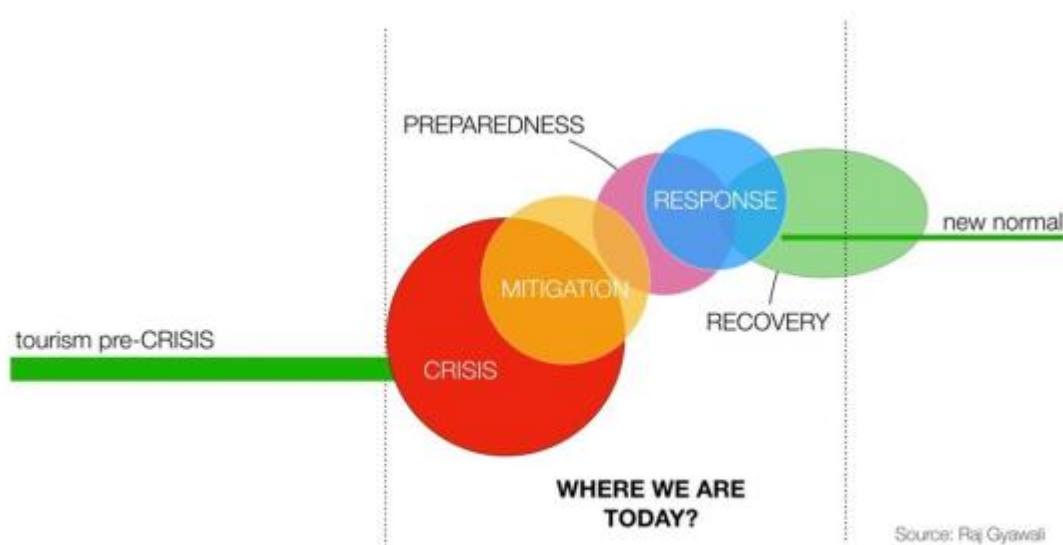 PREPAREDNESS
RESPONSE
new normal
MITIGATION
RECOVERY
tourism pre-CRISIS
CRISIS
WHERE WE ARE
TODAY?
Source: Raj Gyawali